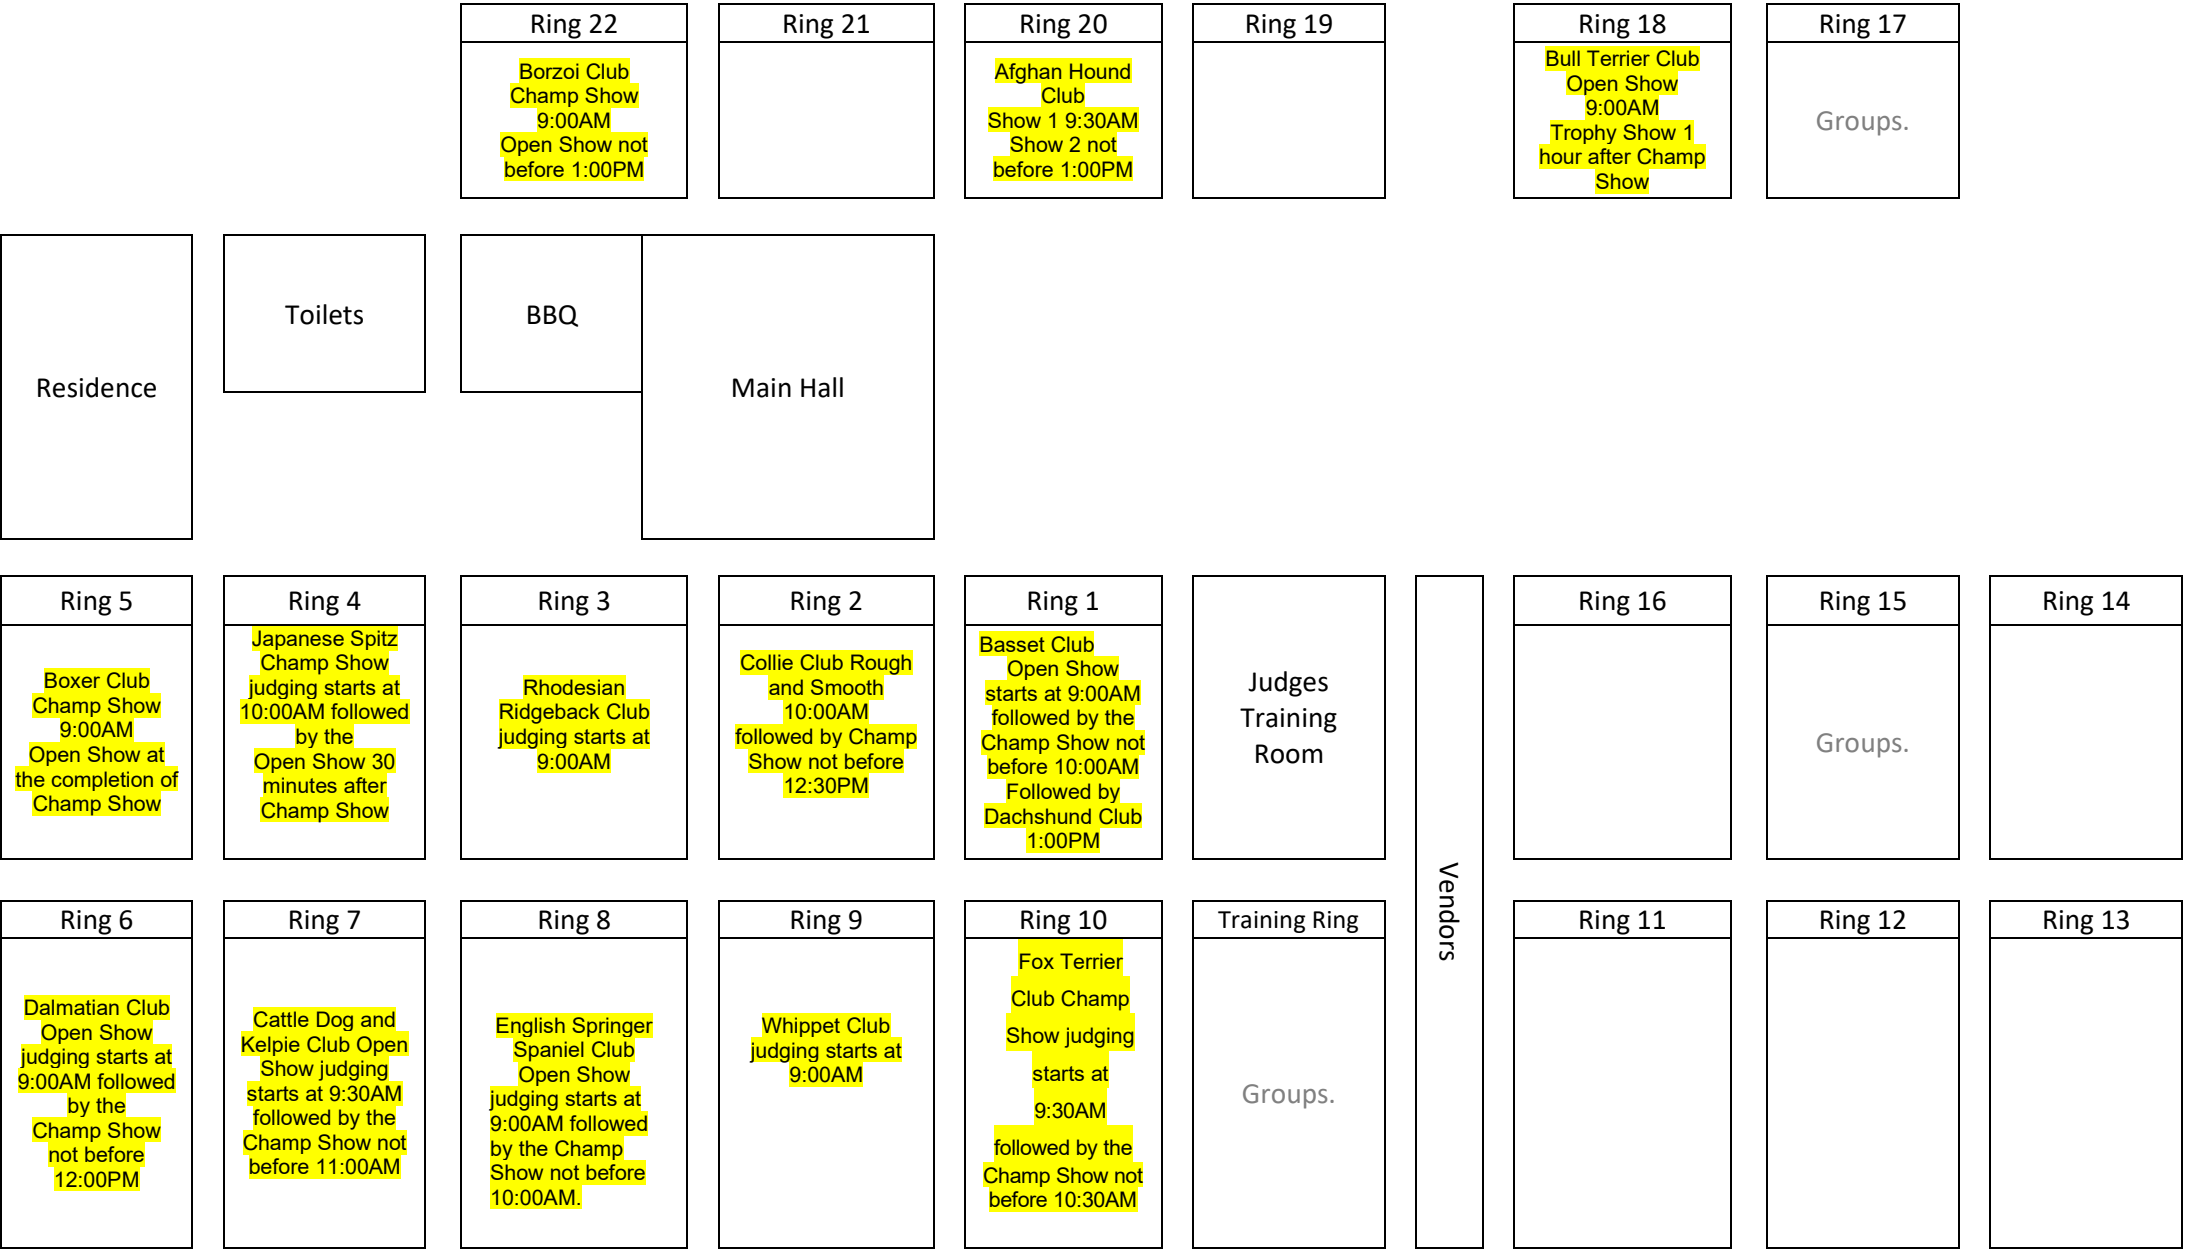 Ring 22
Borzoi Club
Champ Show
9:00AM
Open Show not
before 1:00PM
Ring 21
Ring 20
Afghan Hound
Club
Show 1 9:30AM
Show 2 not
before 1:00PM
Ring 19
Ring 18
Bull Terrier Club
Open Show
9:00AM
Trophy Show 1
hour after Champ
Show
Ring 17
Groups.
Residence
Toilets
BBQ
Main Hall
Ring 5
Boxer Club
Champ Show
9:00AM
Open Show at
the completion of
Champ Show
Ring 4
Japanese Spitz
Champ Show
judging starts at
10:00AM followed
by the
Open Show 30
minutes after
Champ Show
Ring 3
Rhodesian
Ridgeback Club
judging starts at
9:00AM
Ring 2
Collie Club Rough
and Smooth
10:00AM
followed by Champ
Show not before
12:30PM
Ring 1
Basset Club
Open Show
starts at 9:00AM
followed by the
Champ Show not
before 10:00AM
Followed by
Dachshund Club
1:00PM
Judges
Training
Room
Vendors
Ring 16
Ring 15
Groups.
Ring 14
Ring 6
Dalmatian Club
Open Show
judging starts at
9:00AM followed
by the
Champ Show
not before
12:00PM
Ring 7
Cattle Dog and
Kelpie Club Open
Show judging
starts at 9:30AM
followed by the
Champ Show not
before 11:00AM
Ring 8
English Springer
Spaniel Club
Open Show
judging starts at
9:00AM followed
by the Champ
Show not before
10:00AM.
Ring 9
Whippet Club
judging starts at
9:00AM
Ring 10
Fox Terrier
Club Champ
Show judging
starts at
9:30AM
followed by the
Champ Show not
before 10:30AM
Training Ring
Groups.
Ring 11
Ring 12
Ring 13